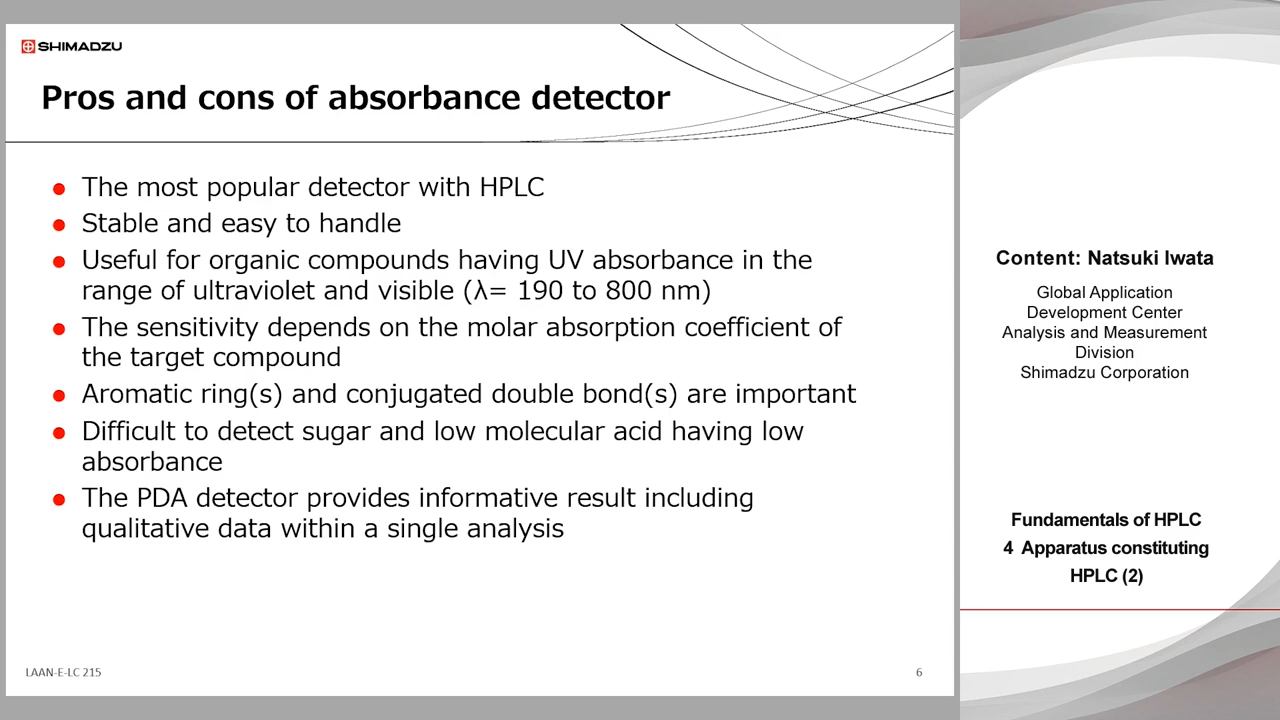 SHIMADZU
Pros and cons of absorbance detector
● The most popular detector with HPLC
● Stable and easy to handle
● Useful for organic compounds having UV absorbance in the
range of ultraviolet and visible (λ= 190 to 800 nm)
● The sensitivity depends on the molar absorption coefficient of
the target compound
● Aromatic ring(s) and conjugated double bond(s) are important
● Difficult to detect sugar and low molecular acid having low
absorbance
● The PDA detector provides informative result including
qualitative data within a single analysis
LAAN-E-LC 215
6
Content: Natsuki Iwata
Global Application
Development Center
Analysis and Measurement
Division
Shimadzu Corporation
Fundamentals of HPLC
4 Apparatus constituting
HPLC (2)